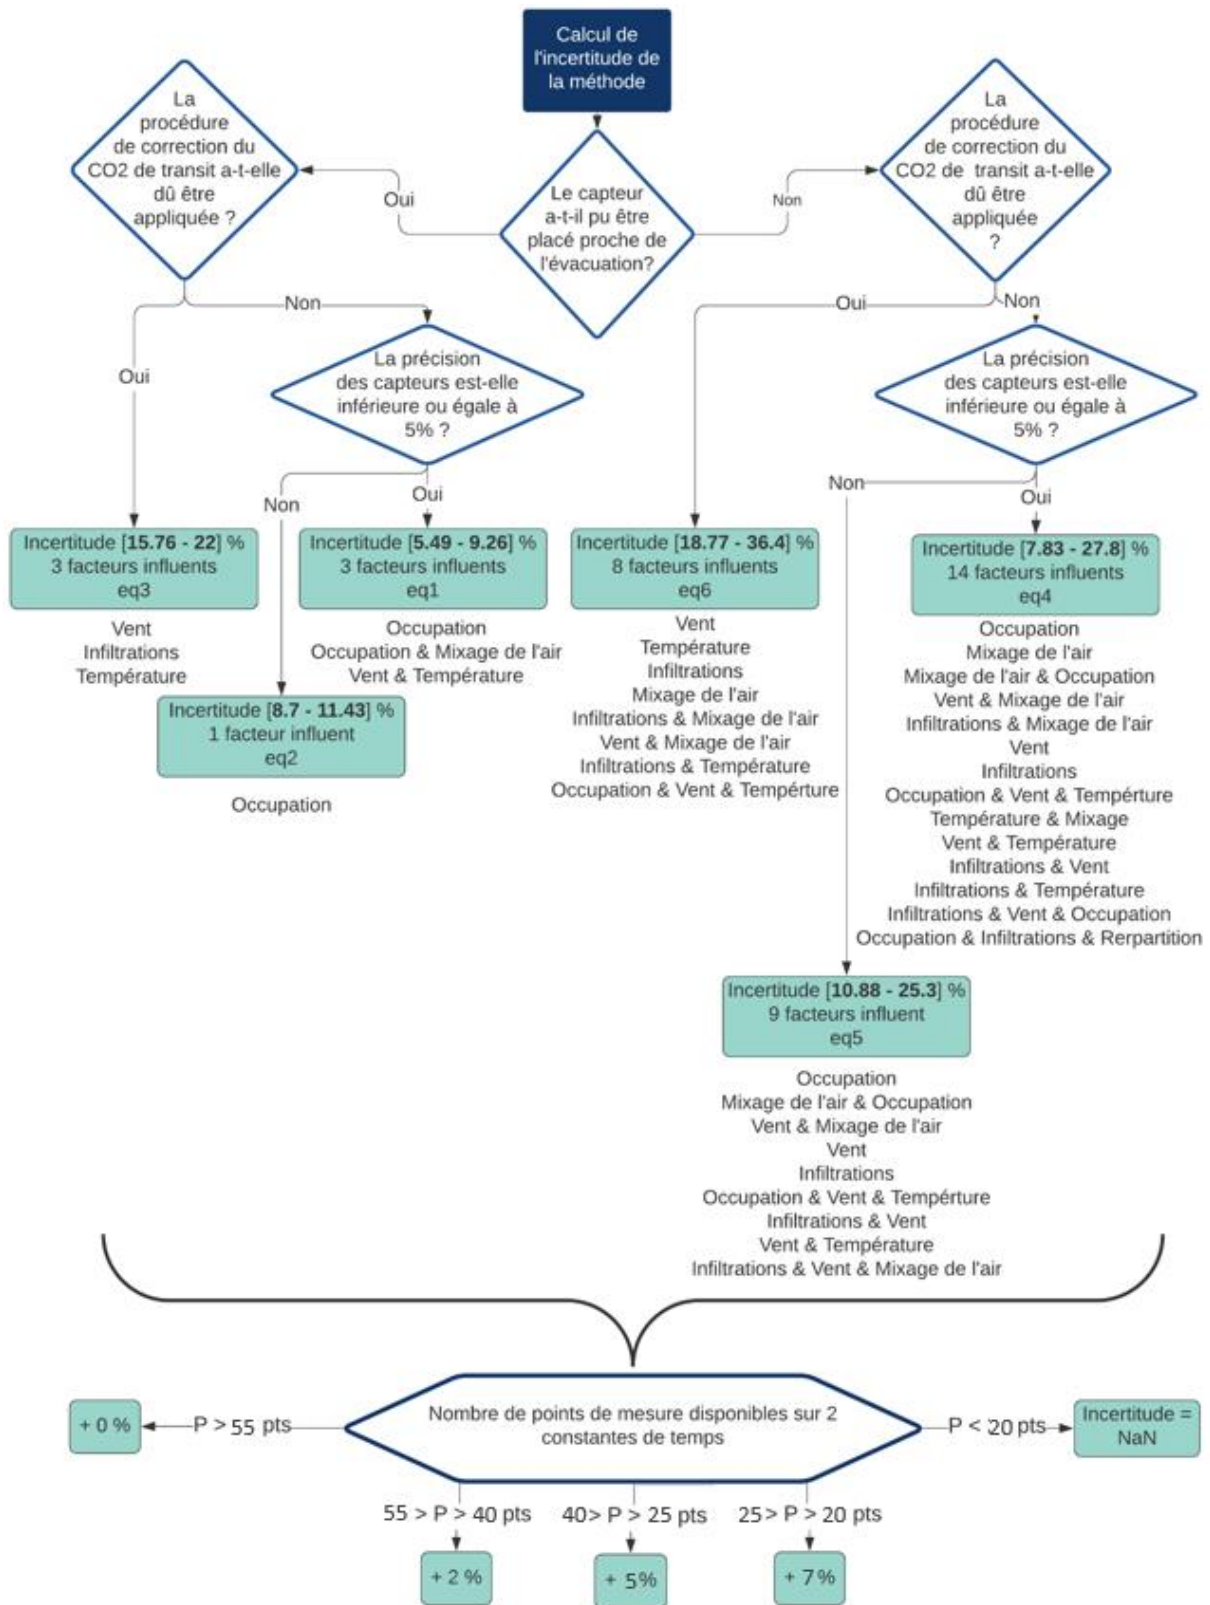 Calcul de
l'incertitude de
la méthode
Le capteur
a-t-il pu être
placé proche de
l'évacuation?
Oui
Non
La
procédure
de correction du
CO2 de transit a-t-elle
dû être
appliquée ?
La
procédure
de correction du
CO2 de  transit a-t-elle
dû être
appliquée
?
Oui
Non
La précision
des capteurs est-elle
inférieure ou égale à
5% ?
Non
Oui
Oui
Non
La précision
des capteurs est-elle
inférieure ou égale à
5% ?
Non
Oui
Incertitude [15.76 - 22] %
3 facteurs influents
eq3
Vent
Infiltrations
Température
Incertitude [5.49 - 9.26] %
3 facteurs influents
eq1
Occupation
Occupation & Mixage de l'air
Vent & Température
Incertitude [8.7 - 11.43] %
1 facteur influent
eq2
Occupation
Incertitude [18.77 - 36.4] %
8 facteurs influents
eq6
Vent
Température
Infiltrations
Mixage de l'air
Infiltrations & Mixage de l'air
Vent & Mixage de l'air
Infiltrations & Température
Occupation & Vent & Tempérture
Incertitude [7.83 - 27.8] %
14 facteurs influents
eq4
Occupation
Mixage de l'air
Mixage de l'air & Occupation
Vent & Mixage de l'air
Infiltrations & Mixage de l'air
Vent
Infiltrations
Occupation & Vent & Tempérture
Température & Mixage
Vent & Température
Infiltrations & Vent
Infiltrations & Température
Infiltrations & Vent & Occupation
Occupation & Infiltrations & Rerpartition
Incertitude [10.88 - 25.3] %
9 facteurs influent
eq5
Occupation
Mixage de l'air & Occupation
Vent & Mixage de l'air
Vent
Infiltrations
Occupation & Vent & Tempérture
Infiltrations & Vent
Vent & Température
Infiltrations & Vent & Mixage de l'air
Nombre de points de mesure disponibles sur 2
constantes de temps
P > 55 pts
+ 0 %
P < 20 pts
Incertitude =
NaN
55 > P > 40 pts
40 > P > 25 pts
25 > P > 20 pts
+ 2 %
+ 5%
+ 7%